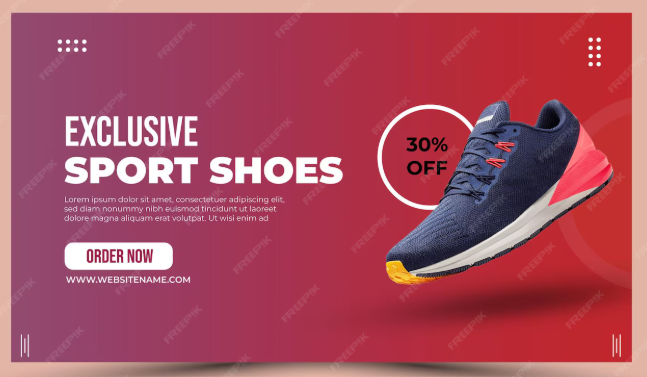 EXCLUSIVE
SPORT SHOES
30%
OFF
Lorem ipsum dolor sit amet, consectetuer adipiscing elit,
sed diam nonummy nibh euismod tincidunt ut laoreet
dolore magna aliquam erat volutpat. Ut wisi enim ad
ORDER NOW
WWW.WEBSITENAME.COM
FREEPIK